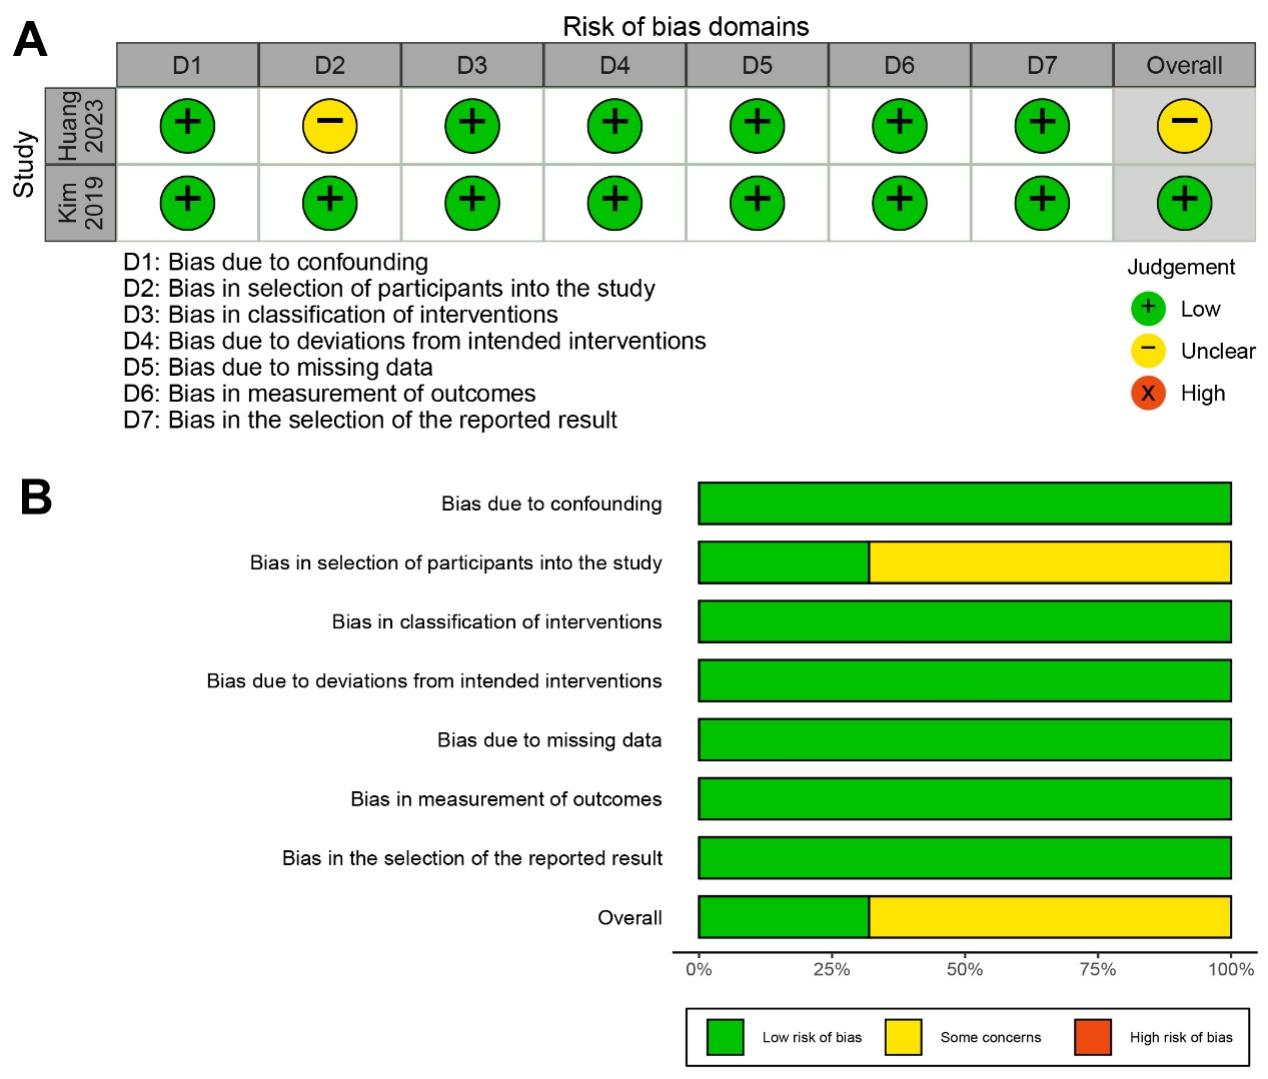 A
Risk of bias domains
D1 D2 D3 D4 D5 D6 D7 Overall
Study
Huang
2023
+ − + + + + + −
Kim
2019
+ + + + + + + +
D1: Bias due to confounding
D2: Bias in selection of participants into the study
D3: Bias in classification of interventions
D4: Bias due to deviations from intended interventions
D5: Bias due to missing data
D6: Bias in measurement of outcomes
D7: Bias in the selection of the reported result
Judgement
+ Low
− Unclear
X High
B
Bias due to confounding
Bias in selection of participants into the study
Bias in classification of interventions
Bias due to deviations from intended interventions
Bias due to missing data
Bias in measurement of outcomes
Bias in the selection of the reported result
Overall
0% 25% 50% 75% 100%
Low risk of bias Some concerns High risk of bias